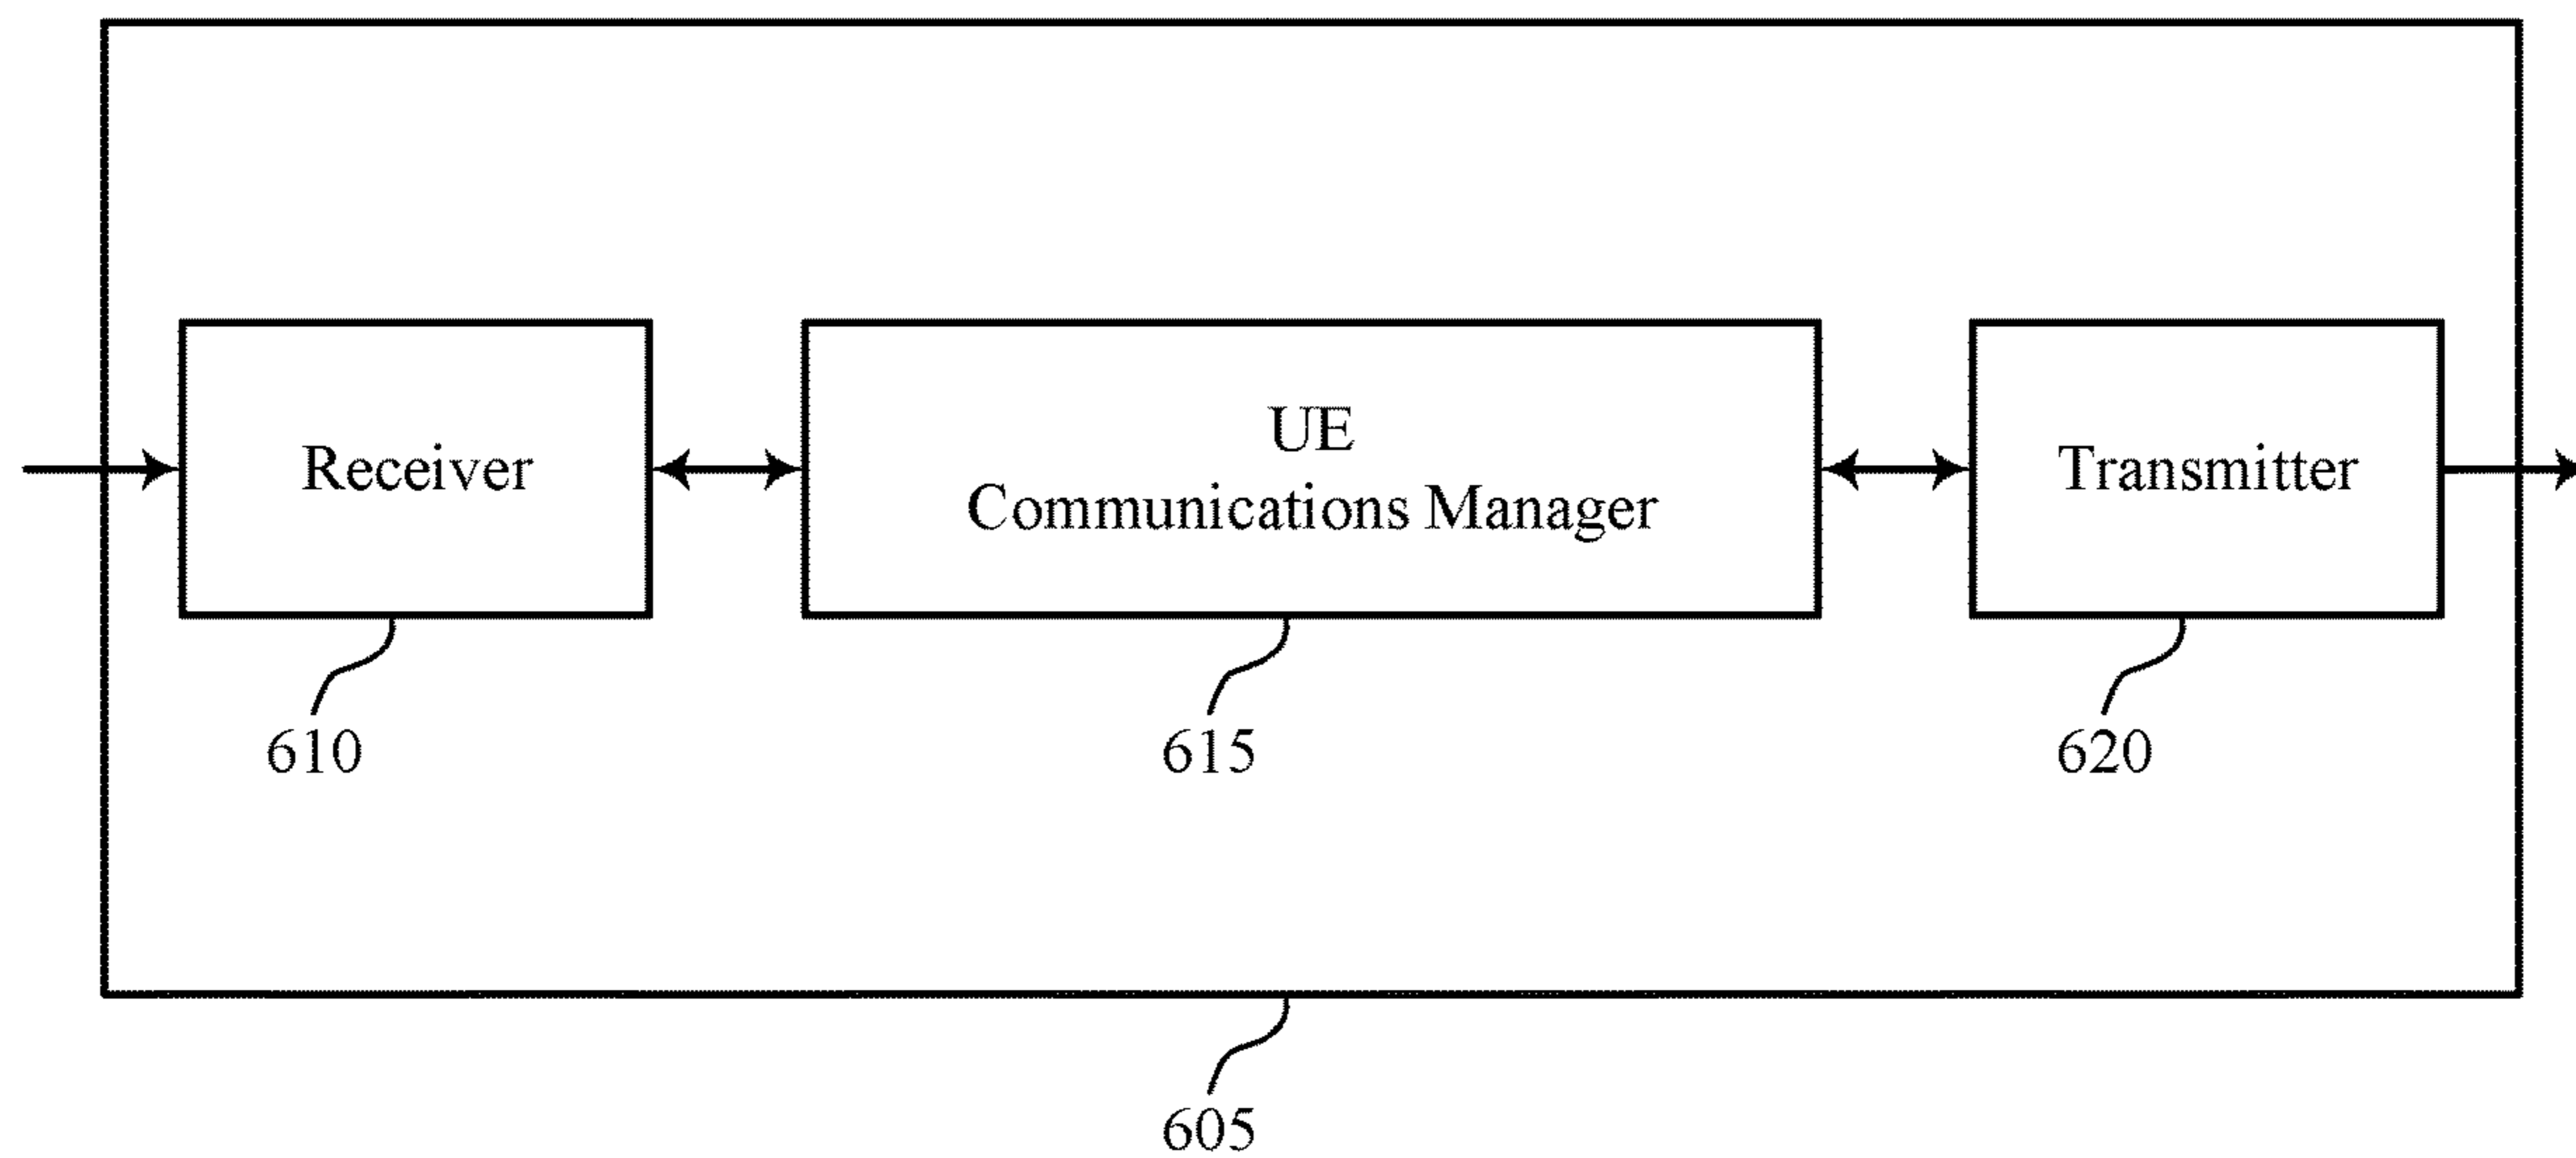 Receiver
UE
Communications Manager
Transmitter
610
615
620
605